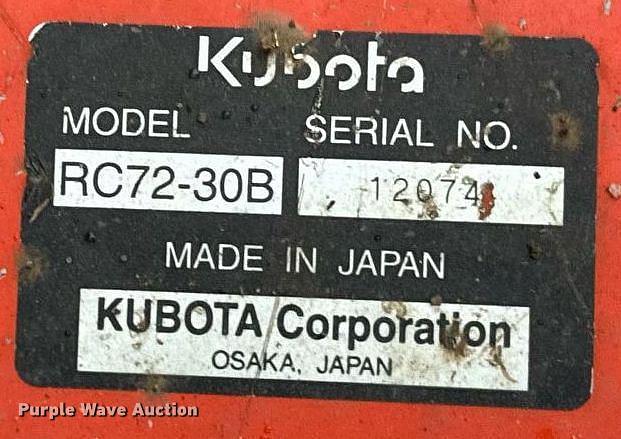 Kubota
MODEL SERIAL NO.
RC72-30B 12074
MADE IN JAPAN
KUBOTA Corporation
OSAKA, JAPAN
Purple Wave Auction